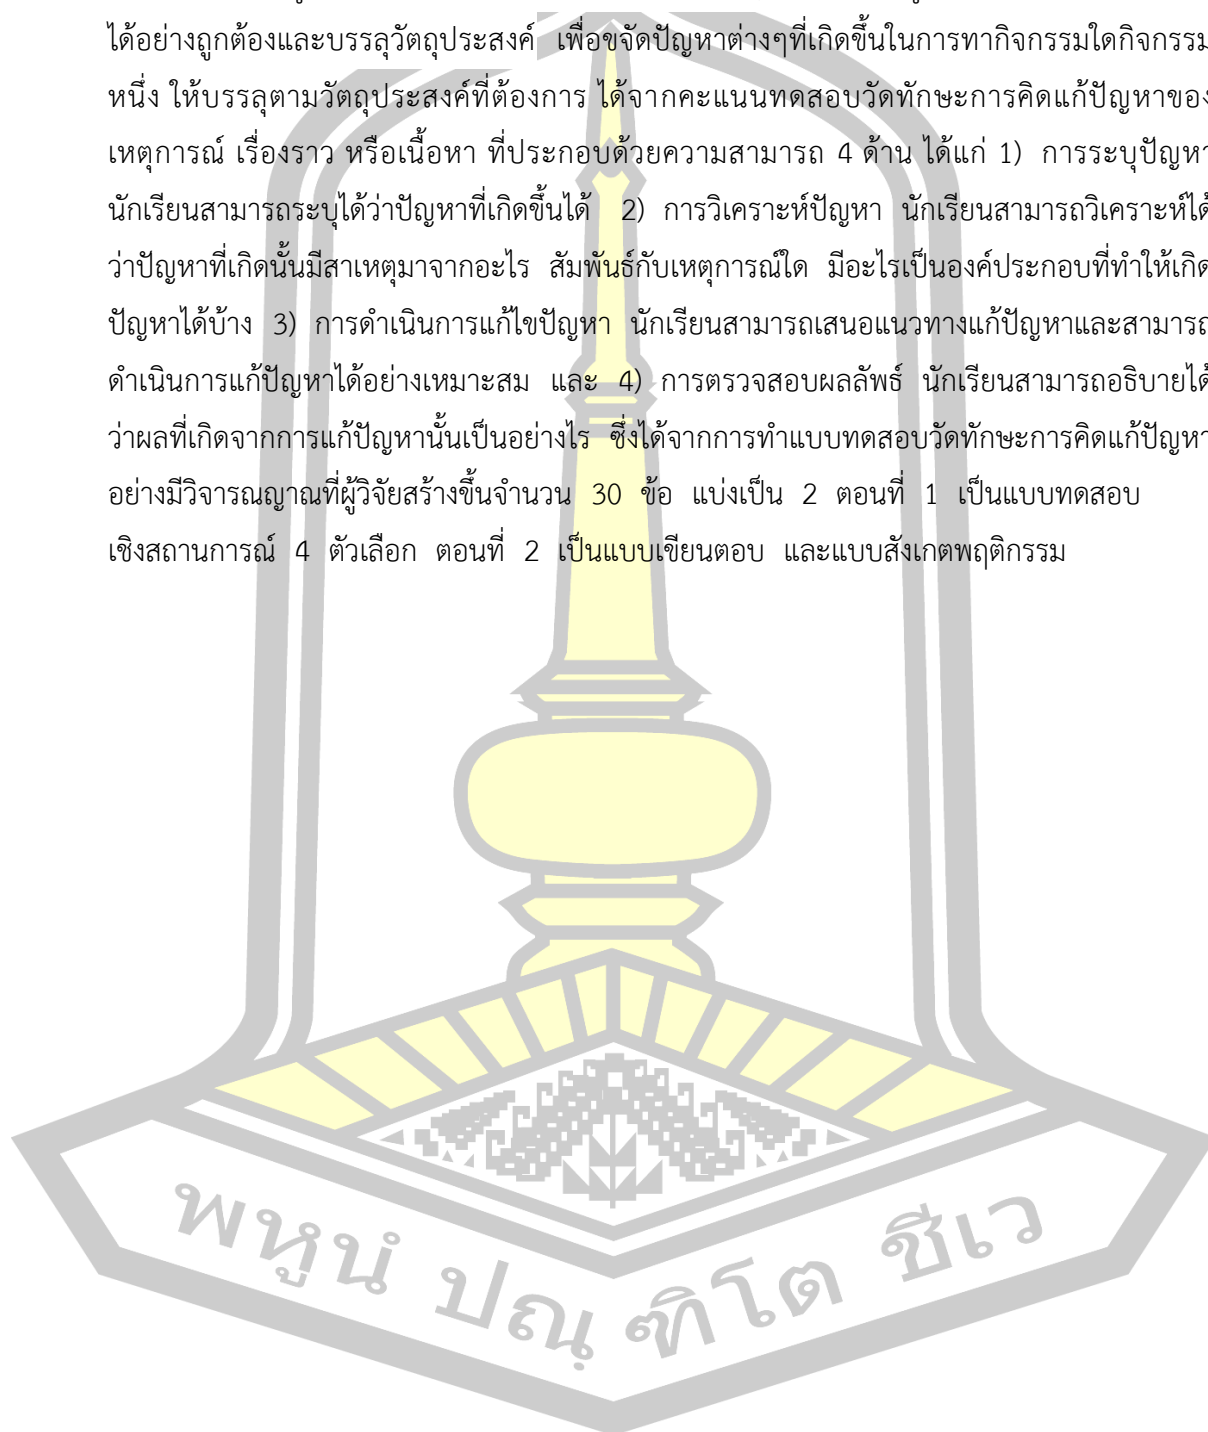 ได้อย่างถูกต้องและบรรลุวัตถุประสงค์ เพื่อขจัดปัญหาต่างๆที่เกิดขึ้นในการทากิจกรรมใดกิจกรรม
หนึ่ง ให้บรรลุตามวัตถุประสงค์ที่ต้องการ ได้จากคะแนนทดสอบวัดทักษะการคิดแก้ปัญหาของ
เหตุการณ์ เรื่องราว หรือเนื้อหา ที่ประกอบด้วยความสามารถ 4 ด้าน ได้แก่ 1) การระบุปัญหา
นักเรียนสามารถระบุได้ว่าปัญหาที่เกิดขึ้นได้ 2) การวิเคราะห์ปัญหา นักเรียนสามารถวิเคราะห์ได้
ว่าปัญหาที่เกิดนั้นมีสาเหตุมาจากอะไร สัมพันธ์กับเหตุการณ์ใด มีอะไรเป็นองค์ประกอบที่ทำให้เกิด
ปัญหาได้บ้าง 3) การดำเนินการแก้ไขปัญหา นักเรียนสามารถเสนอแนวทางแก้ปัญหาและสามารถ
ดำเนินการแก้ปัญหาได้อย่างเหมาะสม และ 4) การตรวจสอบผลลัพธ์ นักเรียนสามารถอธิบายได้
ว่าผลที่เกิดจากการแก้ปัญหานั้นเป็นอย่างไร ซึ่งได้จากการทำแบบทดสอบวัดทักษะการคิดแก้ปัญหา
อย่างมีวิจารณญาณที่ผู้วิจัยสร้างขึ้นจำนวน 30 ข้อ แบ่งเป็น 2 ตอนที่ 1 เป็นแบบทดสอบ
เชิงสถานการณ์ 4 ตัวเลือก ตอนที่ 2 เป็นแบบเขียนตอบ และแบบสังเกตพฤติกรรม
พหูนํ ปณฺฑิโต ชีเว